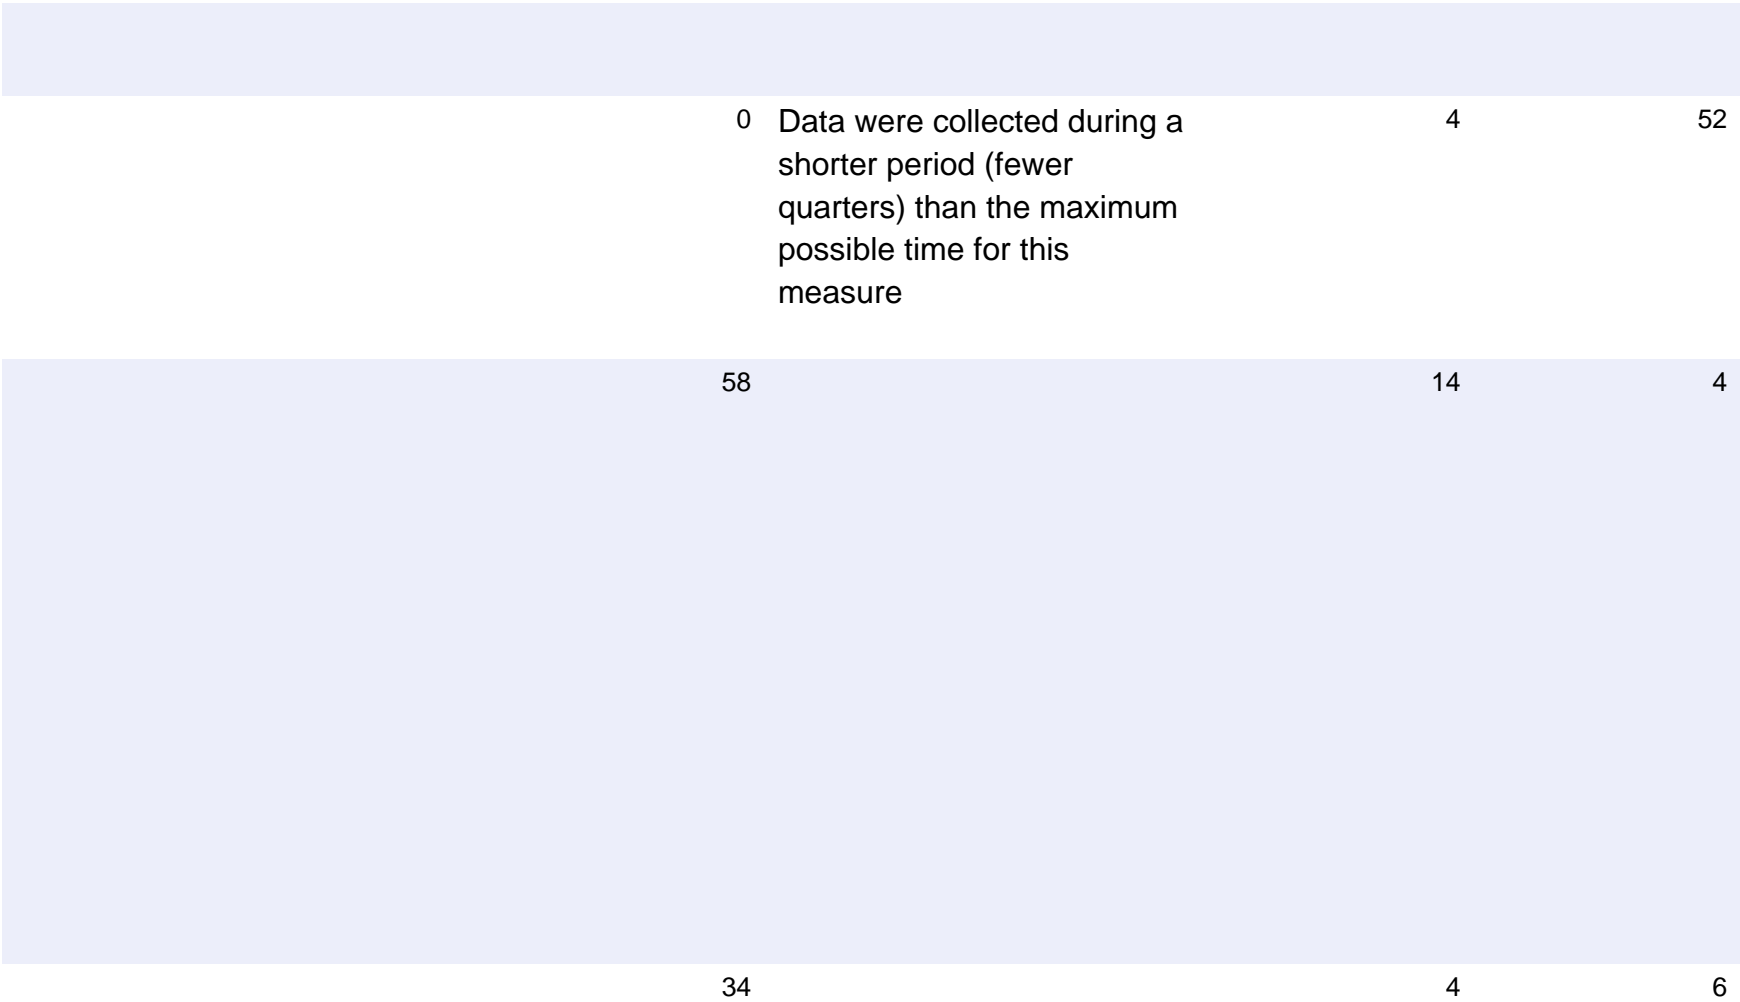 0 Data were collected during a 4 52
shorter period (fewer
quarters) than the maximum
possible time for this
measure
58 14 4
34 4 6